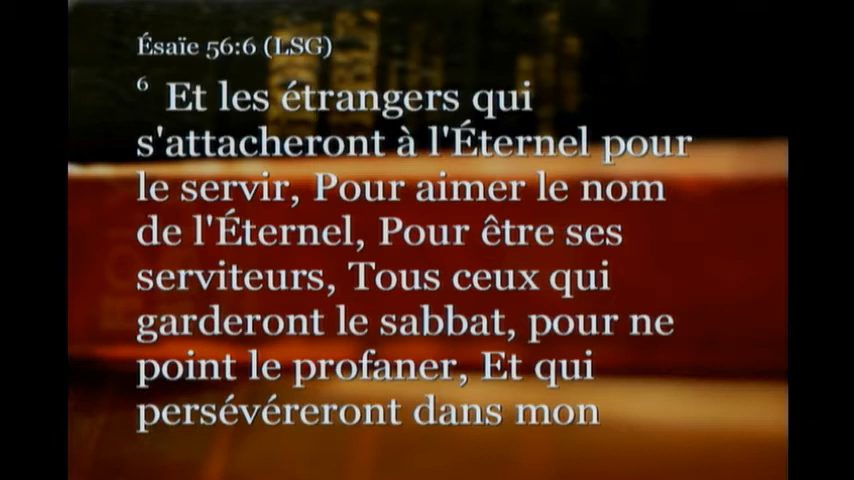 Ésaïe 56:6 (LSG)
6 Et les étrangers qui
s'attacheront à l'Éternel pour
le servir, Pour aimer le nom
de l'Éternel, Pour être ses
serviteurs, Tous ceux qui
garderont le sabbat, pour ne
point le profaner, Et qui
persévéreront dans mon